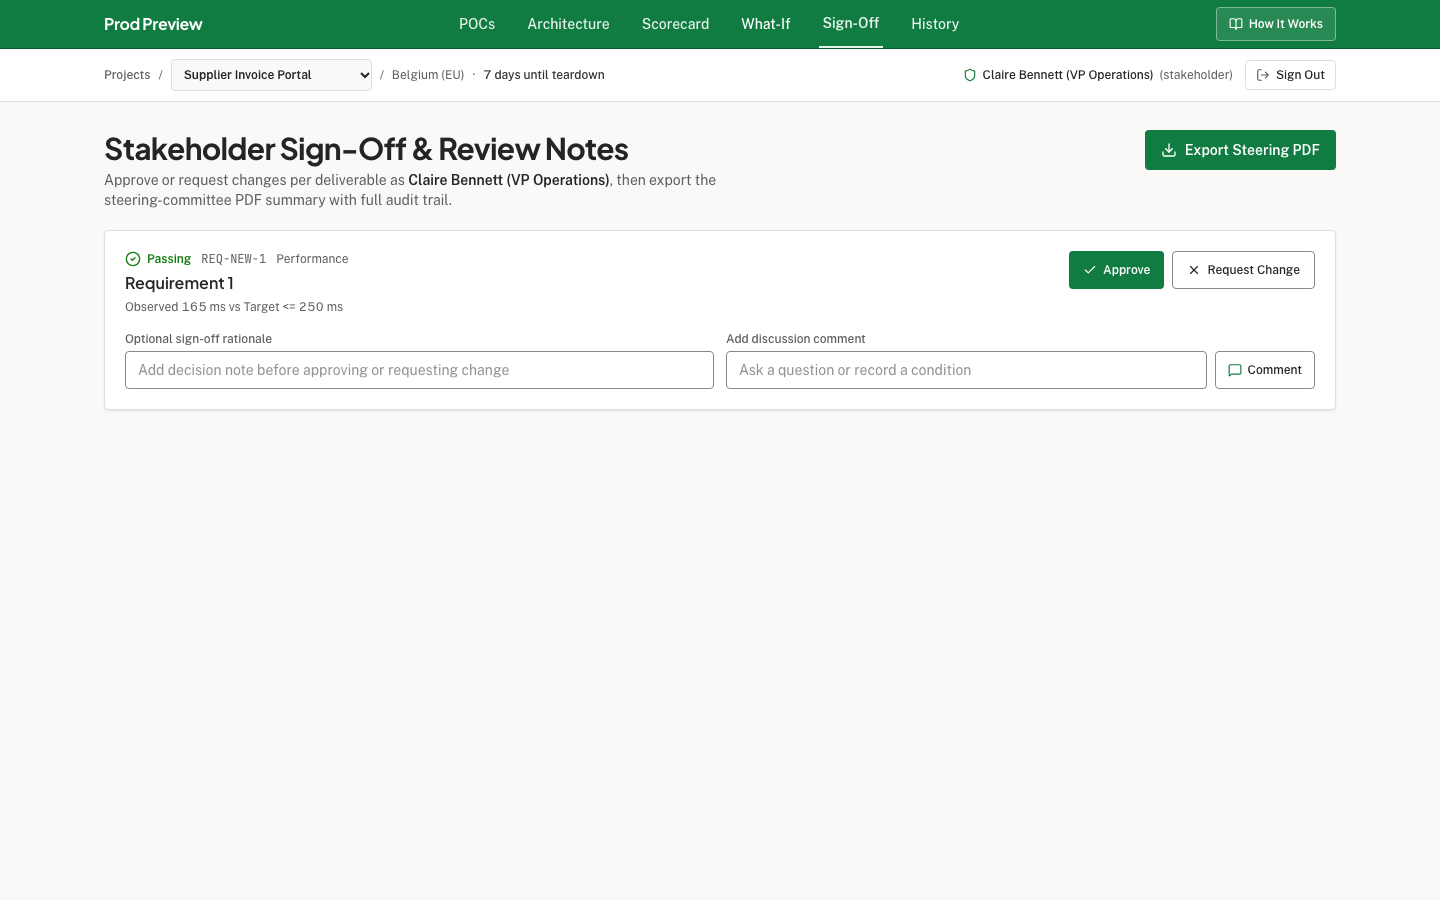 Prod Preview
POCs
Architecture
Scorecard
What-If
Sign-Off
History
How It Works
Projects / Supplier Invoice Portal / Belgium (EU) · 7 days until teardown
Claire Bennett (VP Operations) (stakeholder)
Sign Out
Stakeholder Sign-Off & Review Notes
Export Steering PDF
Approve or request changes per deliverable as Claire Bennett (VP Operations), then export the
steering-committee PDF summary with full audit trail.
Passing REQ-NEW-1 Performance
Approve
Request Change
Requirement 1
Observed 165 ms vs Target <= 250 ms
Optional sign-off rationale
Add discussion comment
Add decision note before approving or requesting change
Ask a question or record a condition
Comment